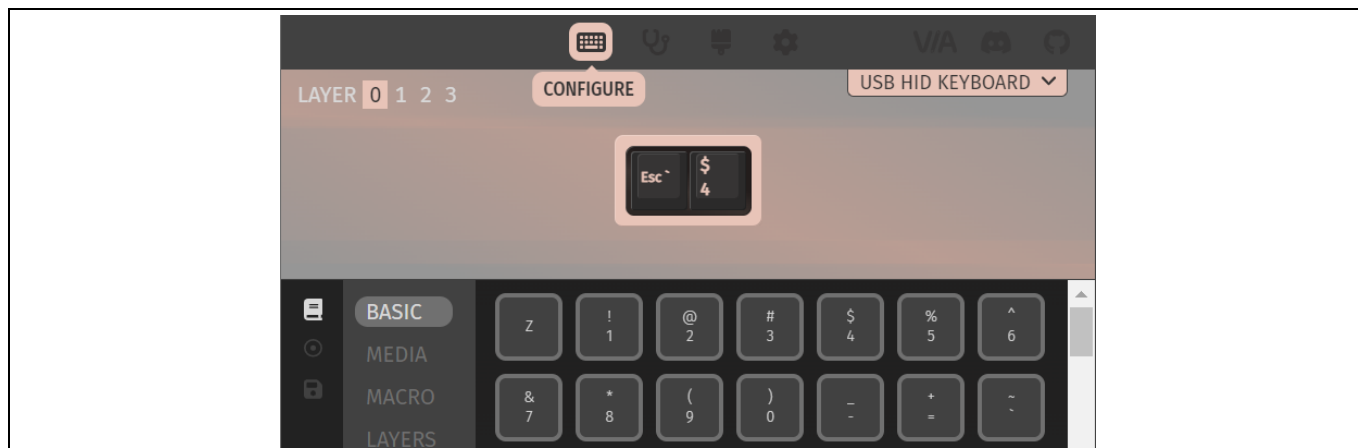 VIA
LAYER 0 1 2 3
CONFIGURE
USB HID KEYBOARD
Esc `
$
4
BASIC
MEDIA
MACRO
LAYERS
Z
!
1
@
2
#
3
$
4
%
5
^
6
&
7
*
8
(
9
)
0
_
-
+
=
~
`